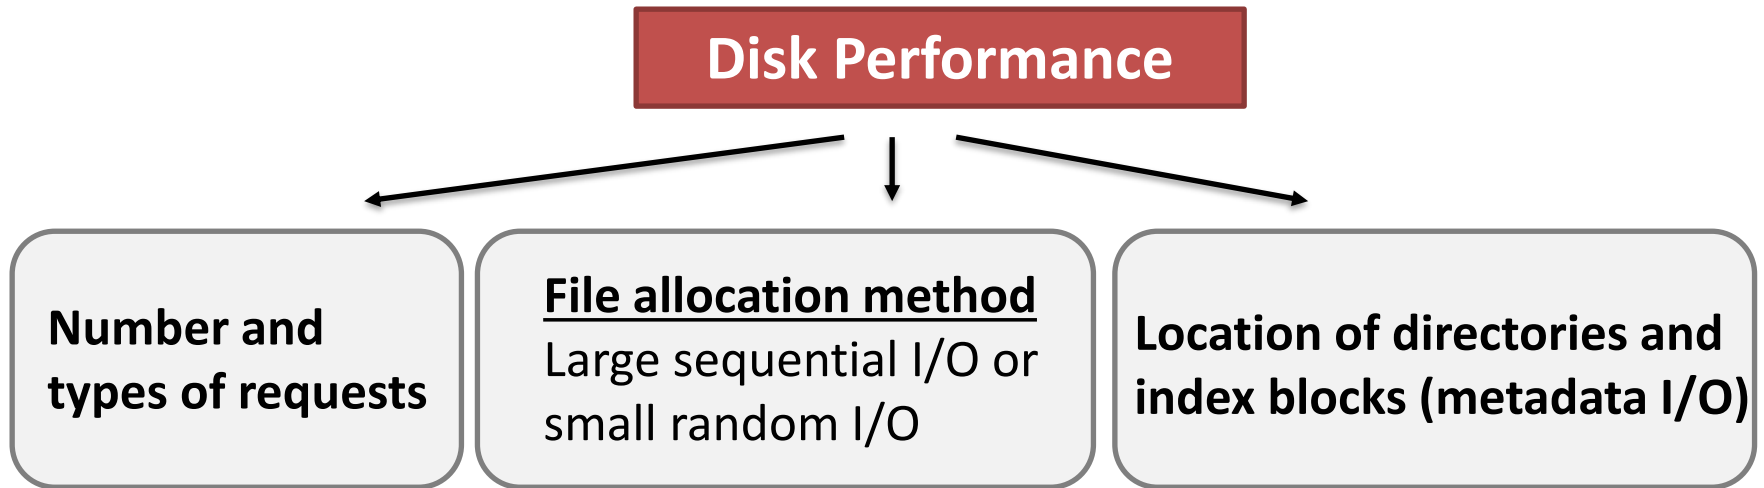 Disk Performance
Number and
types of requests
File allocation method
Large sequential I/O or
small random I/O
Location of directories and
index blocks (metadata I/O)